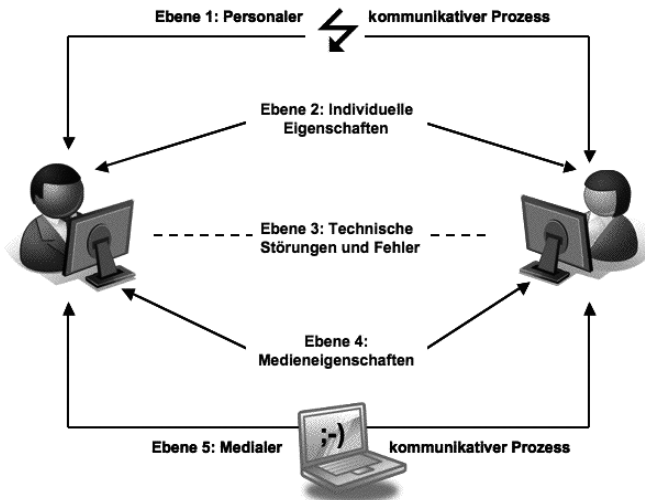 Ebene 1: Personaler kommunikativer Prozess
Ebene 2: Individuelle
Eigenschaften
Ebene 3: Technische
Störungen und Fehler
Ebene 4:
Medieneigenschaften
;-)
Ebene 5: Medialer kommunikativer Prozess